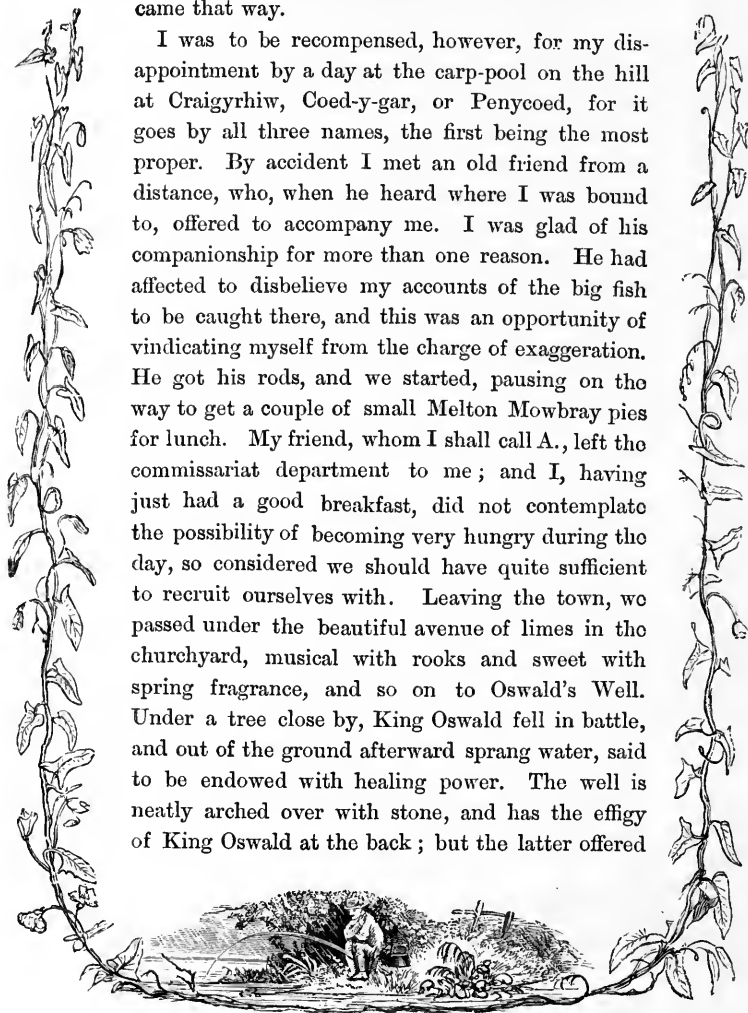 came that way.
I was to be recompensed, however, for my dis-
appointment by a day at the carp-pool on the hill
at Craigyrhiw, Coed-y-gar, or Penycoed, for it
goes by all three names, the first being the most
proper. By accident I met an old friend from a
distance, who, when he heard where I was bound
to, offered to accompany me. I was glad of his
companionship for more than one reason. He had
affected to disbelieve my accounts of the big fish
to be caught there, and this was an opportunity of
vindicating myself from the charge of exaggeration.
He got his rods, and we started, pausing on the
way to get a couple of small Melton Mowbray pies
for lunch. My friend, whom I shall call A., left the
commissariat department to me; and I, having
just had a good breakfast, did not contemplate
the possibility of becoming very hungry during the
day, so considered we should have quite sufficient
to recruit ourselves with. Leaving the town, we
passed under the beautiful avenue of limes in the
churchyard, musical with rooks and sweet with
spring fragrance, and so on to Oswald's Well.
Under a tree close by, King Oswald fell in battle,
and out of the ground afterward sprang water, said
to be endowed with healing power. The well is
neatly arched over with stone, and has the effigy
of King Oswald at the back; but the latter offered